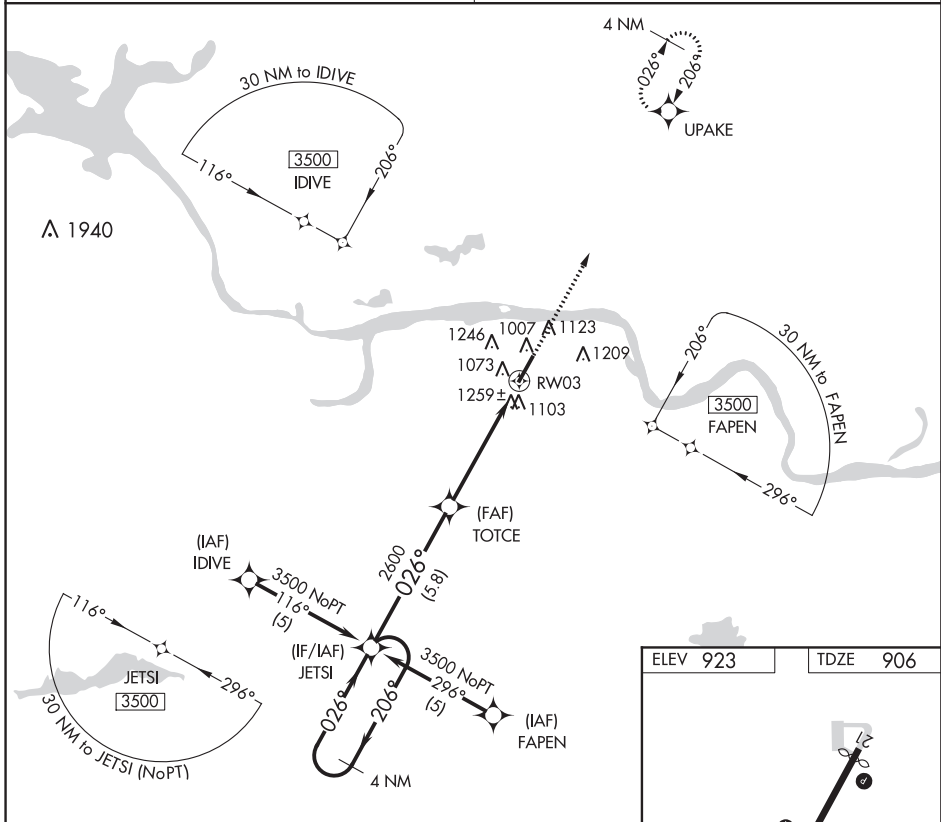 4 NM
026°
206°
UPAKE
30 NM to IDIVE
3500
IDIVE
116°
206°
1940
1246
1007
1123
1209
1073
RW03
1259±
1103
206°
30 NM to FAPEN
3500
FAPEN
296°
(FAF)
TOTCE
2600
026°
(5.8)
(IAF)
IDIVE
3500 NoPT
116°
(5)
(IF/IAF)
JETSI
3500 NoPT
296°
(5)
(IAF)
FAPEN
026°
206°
4 NM
116°
JETSI
3500
296°
30 NM to JETSI (NoPT)
ELEV 923
TDZE 906
21
P